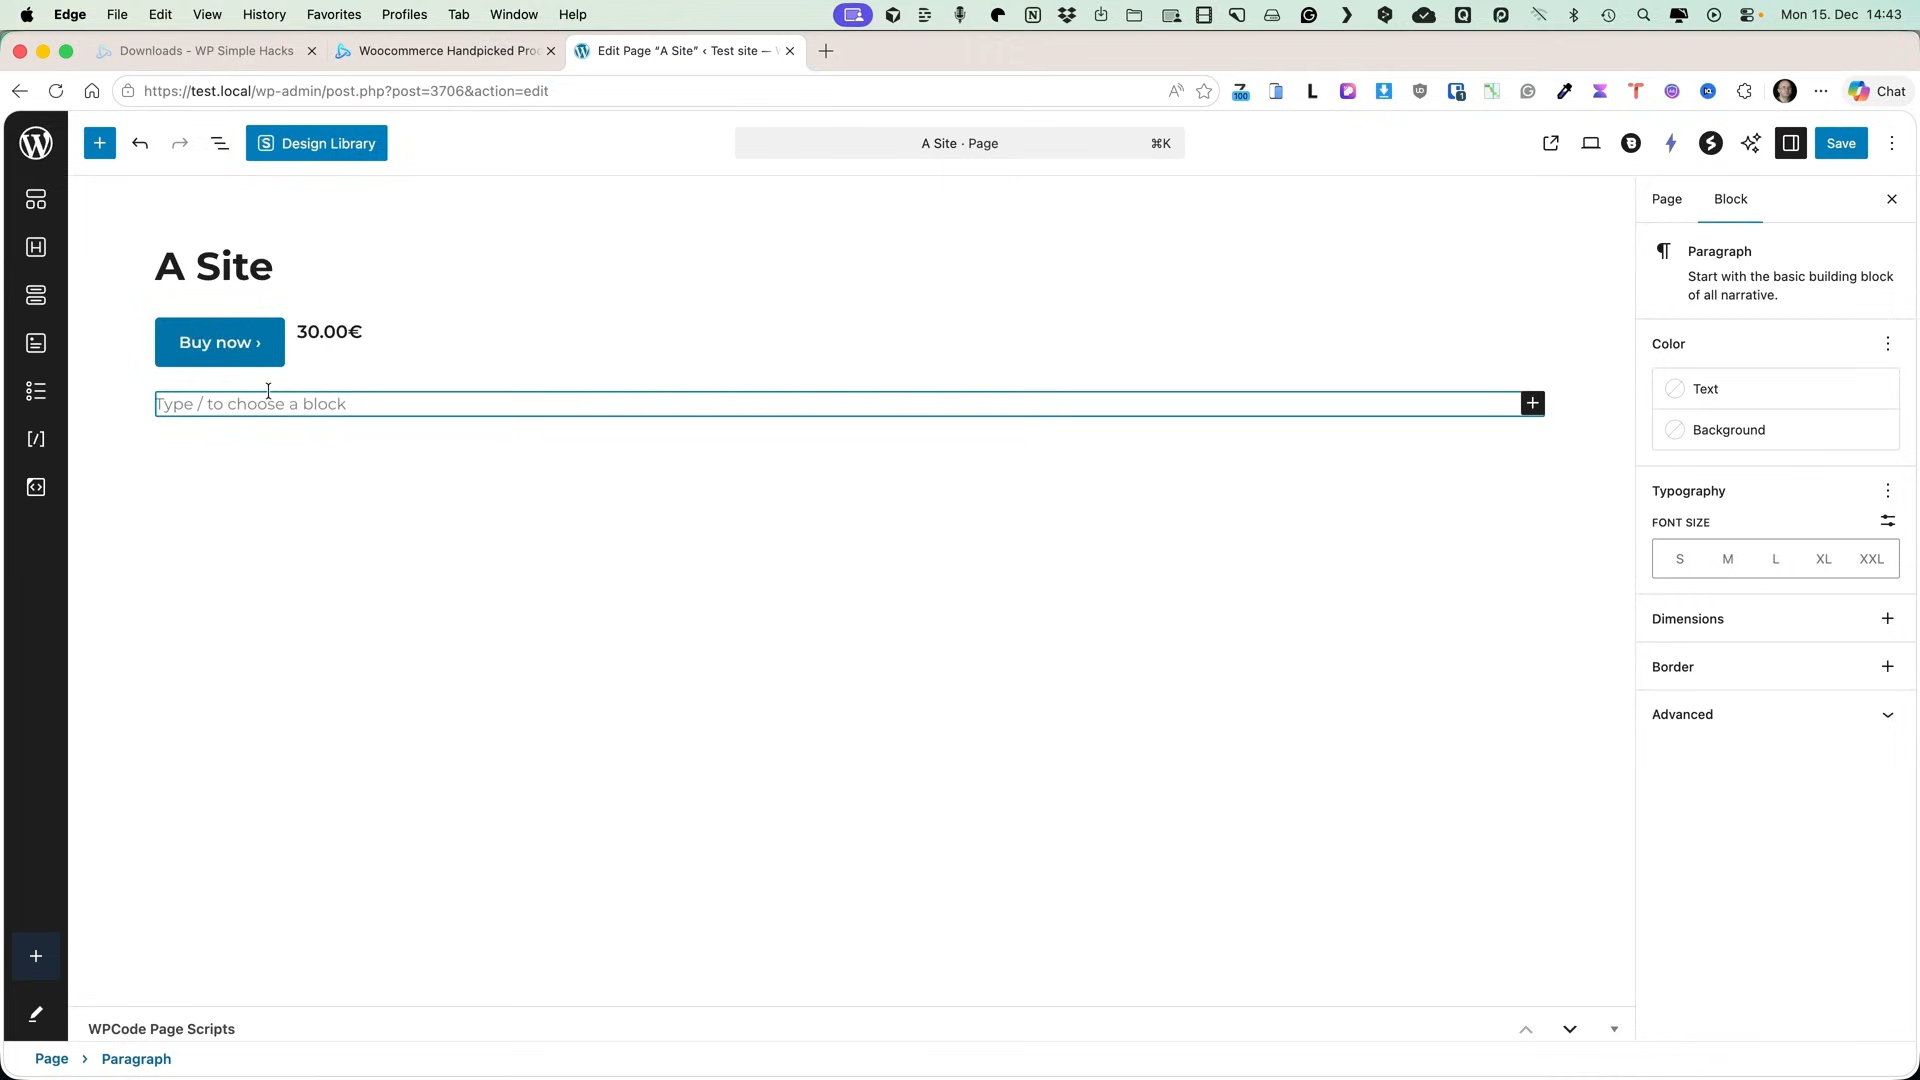 Edge File Edit View History Favorites Profiles Tab Window Help Mon 15. Dec 14:43
Downloads - WP Simple Hacks
Woocommerce Handpicked Pro
Edit Page “A Site” ‹ Test site —
https://test.local/wp-admin/post.php?post=3706&action=edit
100
1
Chat
Design Library
A Site · Page
⌘K
Save
Page
Block
A Site
Buy now ›
30.00€
Type / to choose a block
Paragraph
Start with the basic building block
of all narrative.
Color
Text
Background
Typography
FONT SIZE
S M L XL XXL
Dimensions
Border
Advanced
WPCode Page Scripts
Page › Paragraph